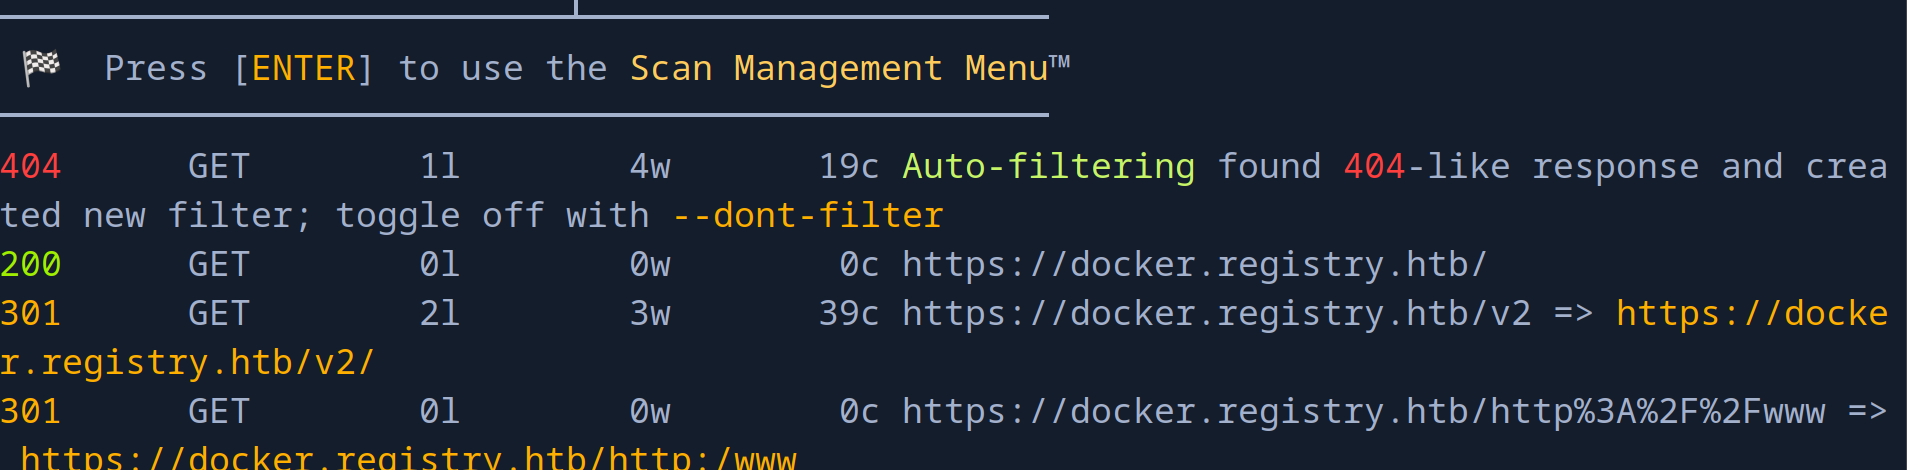 🏁  Press [ENTER] to use the Scan Management Menu™
404      GET        1l        4w       19c Auto-filtering found 404-like response and crea
ted new filter; toggle off with --dont-filter
200      GET        0l        0w        0c https://docker.registry.htb/
301      GET        2l        3w       39c https://docker.registry.htb/v2 => https://docke
r.registry.htb/v2/
301      GET        0l        0w        0c https://docker.registry.htb/http%3A%2F%2Fwww =>
 https://docker.registry.htb/http:/www